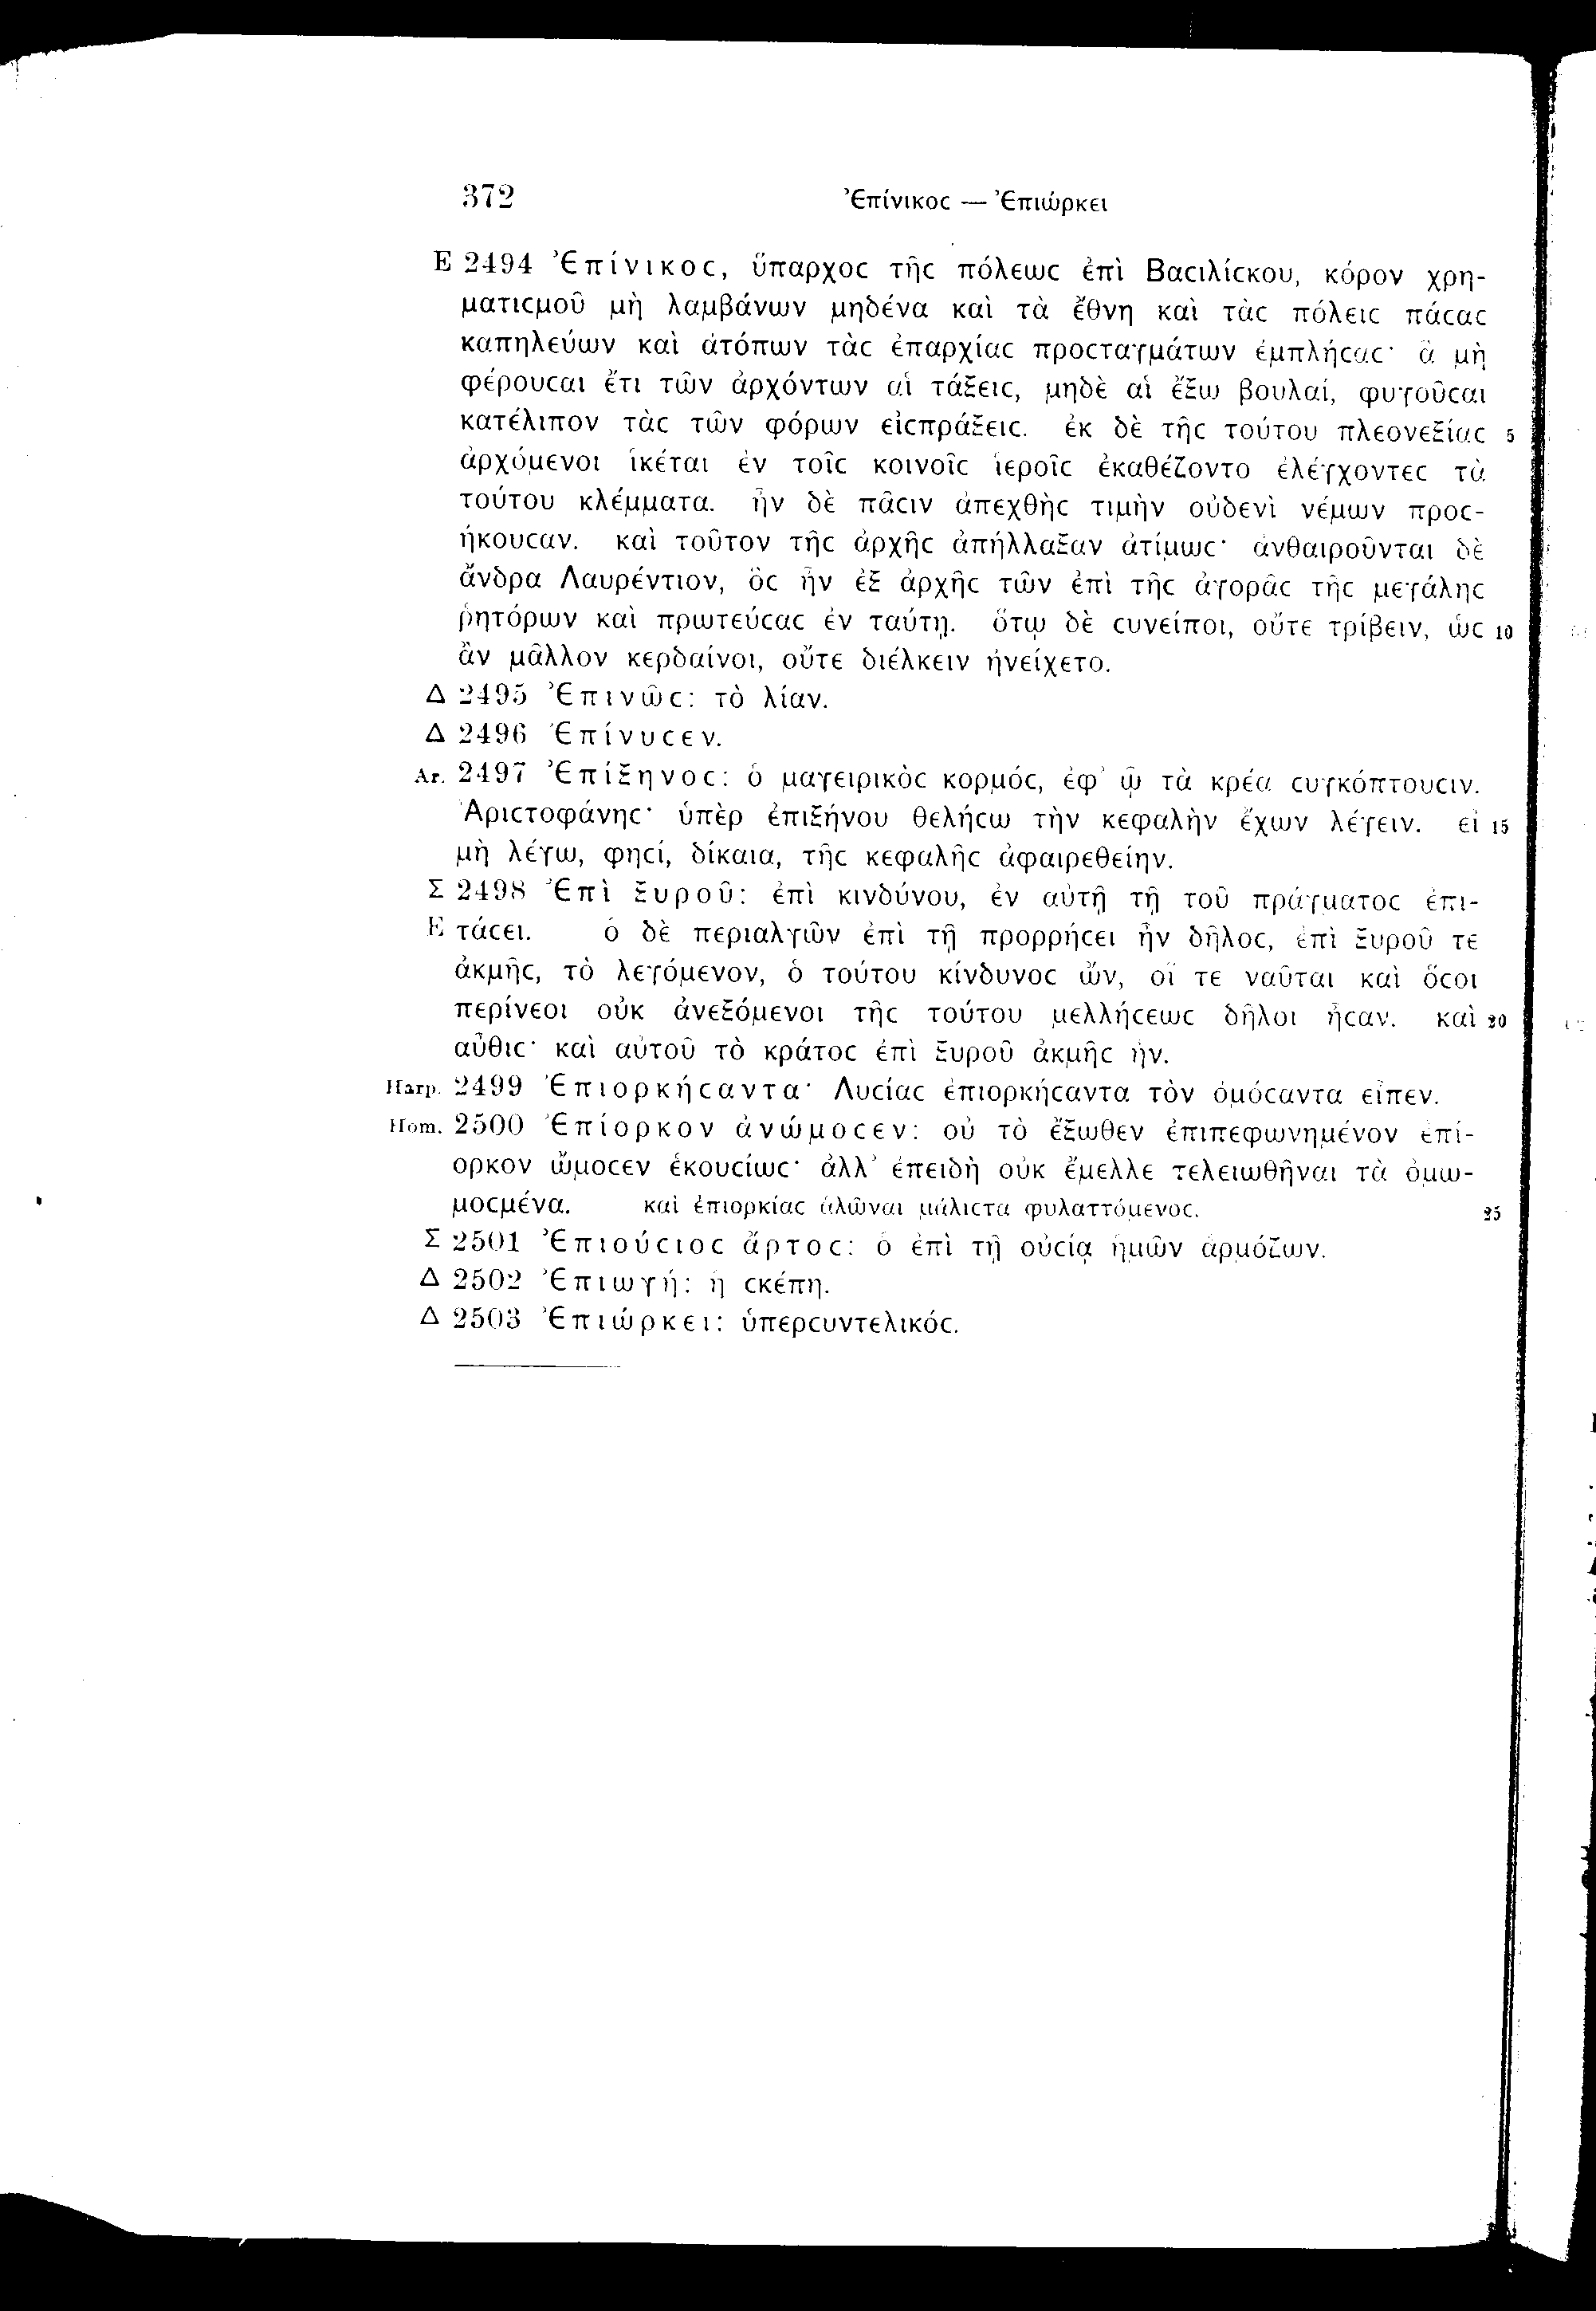 372 Ἐπίνικοϲ — Ἐπιώρκει
Ε 2494 Ἐπίνικοϲ, ὕπαρχοϲ τῆϲ πόλεωϲ ἐπὶ Βαϲιλίϲκου, κόρον χρη-
ματιϲμοῦ μὴ λαμβάνων μηδένα καὶ τὰ ἔθνη καὶ τὰϲ πόλειϲ πάϲαϲ
καπηλεύων καὶ ἀτόπων τὰϲ ἐπαρχίαϲ προϲταγμάτων ἐμπλήϲαϲ· ἃ μὴ
φέρουϲαι ἔτι τῶν ἀρχόντων αἱ τάξειϲ, μηδὲ αἱ ἔξω βουλαί, φυγοῦϲαι
κατέλιπον τὰϲ τῶν φόρων εἰϲπράξειϲ. ἐκ δὲ τῆϲ τούτου πλεονεξίαϲ 5
ἀρχόμενοι ἱκέται ἐν τοῖϲ κοινοῖϲ ἱεροῖϲ ἐκαθέζοντο ἐλέγχοντεϲ τὰ
τούτου κλέμματα. ἦν δὲ πᾶϲιν ἀπεχθὴϲ τιμὴν οὐδενὶ νέμων προϲ-
ήκουϲαν. καὶ τοῦτον τῆϲ ἀρχῆϲ ἀπήλλαξαν ἀτίμωϲ· ἀνθαιροῦνται δὲ
ἄνδρα Λαυρέντιον, ὃϲ ἦν ἐξ ἀρχῆϲ τῶν ἐπὶ τῆϲ ἀγορᾶϲ τῆϲ μεγάληϲ
ῥητόρων καὶ πρωτεύϲαϲ ἐν ταύτῃ. ὅτῳ δὲ ϲυνείποι, οὔτε τρίβειν, ὡϲ 10
ἂν μᾶλλον κερδαίνοι, οὔτε διέλκειν ἠνείχετο.
Δ 2495 Ἐπινῶϲ: τὸ λίαν.
Δ 2496 Ἐπίνυϲεν.
Ar. 2497 Ἐπίξηνοϲ: ὁ μαγειρικὸϲ κορμόϲ, ἐφ’ ᾧ τὰ κρέα ϲυγκόπτουϲιν.
Ἀριϲτοφάνηϲ· ὑπὲρ ἐπιξήνου θελήϲω τὴν κεφαλὴν ἔχων λέγειν. εἰ 15
μὴ λέγω, φηϲί, δίκαια, τῆϲ κεφαλῆϲ ἀφαιρεθείην.
Σ 2498 Ἐπὶ ξυροῦ: ἐπὶ κινδύνου, ἐν αὐτῇ τῇ τοῦ πράγματοϲ ἐπι-
Ε τάϲει. ὁ δὲ περιαλγῶν ἐπὶ τῇ προρρήϲει ἦν δῆλοϲ, ἐπὶ ξυροῦ τε
ἀκμῆϲ, τὸ λεγόμενον, ὁ τούτου κίνδυνοϲ ὤν, οἵ τε ναῦται καὶ ὅϲοι
περίνεοι οὐκ ἀνεξόμενοι τῆϲ τούτου μελλήϲεωϲ δῆλοι ἦϲαν. καὶ 20
αὖθιϲ· καὶ αὐτοῦ τὸ κράτοϲ ἐπὶ ξυροῦ ἀκμῆϲ ἦν.
Harp. 2499 Ἐπιορκήϲαντα· Λυϲίαϲ ἐπιορκήϲαντα τὸν ὀμόϲαντα εἶπεν.
Hom. 2500 Ἐπίορκον ἀνώμοϲεν: οὐ τὸ ἔξωθεν ἐπιπεφωνημένον ἐπί-
ορκον ὤμοϲεν ἑκουϲίωϲ· ἀλλ’ ἐπειδὴ οὐκ ἔμελλε τελειωθῆναι τὰ ὀμω-
μοϲμένα. καὶ ἐπιορκίαϲ ἁλῶναι μάλιϲτα φυλαττόμενοϲ. 25
Σ 2501 Ἐπιούϲιοϲ ἄρτοϲ: ὁ ἐπὶ τῇ οὐϲίᾳ ἡμῶν ἁρμόζων.
Δ 2502 Ἐπιωγή: ἡ ϲκέπη.
Δ 2503 Ἐπιώρκει: ὑπερϲυντελικόϲ.